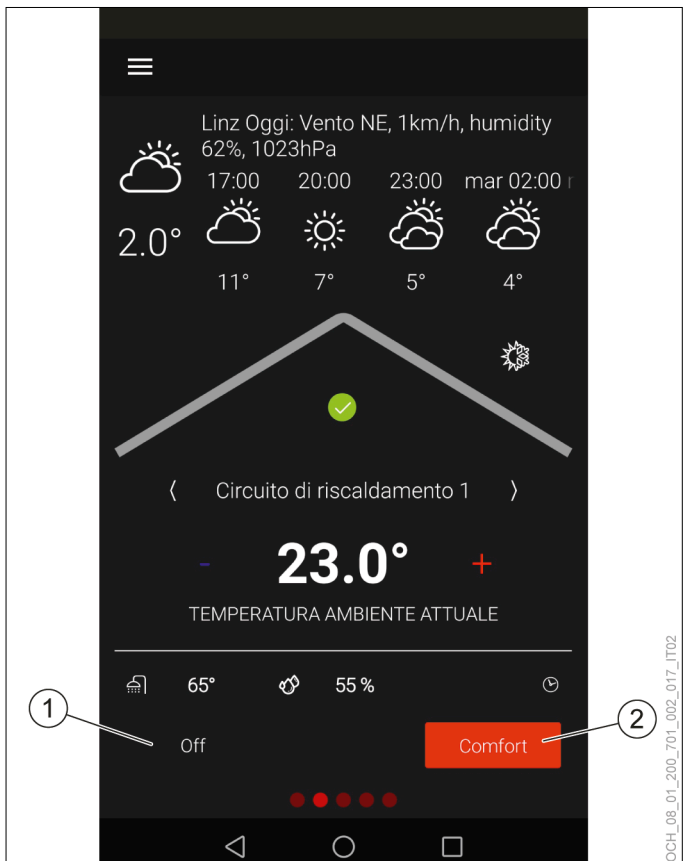 Linz Oggi: Vento NE, 1km/h, humidity
62%, 1023hPa
17:00 20:00 23:00 mar 02:00
2.0°
11° 7° 5° 4°
Circuito di riscaldamento 1
- 23.0° +
TEMPERATURA AMBIENTE ATTUALE
65° 55 %
1
2
Off Comfort
OCH_08_01_200_701_002_017_IT02